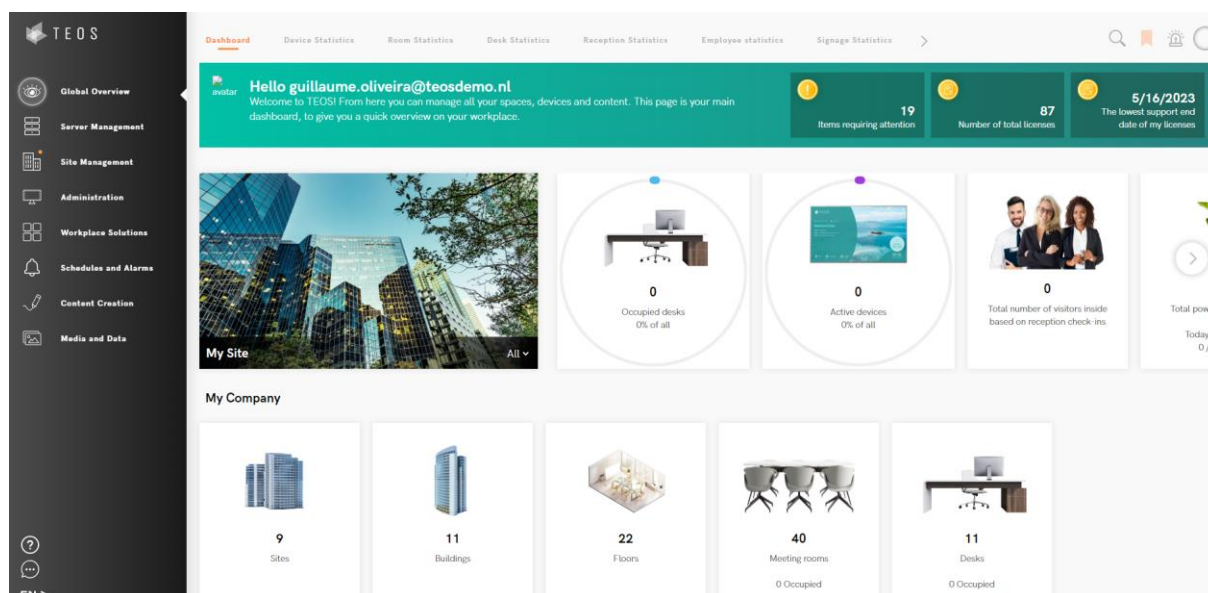 TEOS
Dashboard Device Statistics Room Statistics Desk Statistics Reception Statistics Employee statistics Signage Statistics
Global Overview
Server Management
Site Management
Administration
Workplace Solutions
Schedules and Alarms
Content Creation
Media and Data
EN
avatar
Hello guillaume.oliveira@teosdemo.nl
Welcome to TEOS! From here you can manage all your spaces, devices and content. This page is your main
dashboard, to give you a quick overview on your workplace.
19
Items requiring attention
87
Number of total licenses
5/16/2023
The lowest support end
date of my licenses
My Site All
0
Occupied desks
0% of all
0
Active devices
0% of all
0
Total number of visitors inside
based on reception check-ins
Total pow
Today
0 /
My Company
9
Sites
11
Buildings
22
Floors
40
Meeting rooms
0 Occupied
11
Desks
0 Occupied